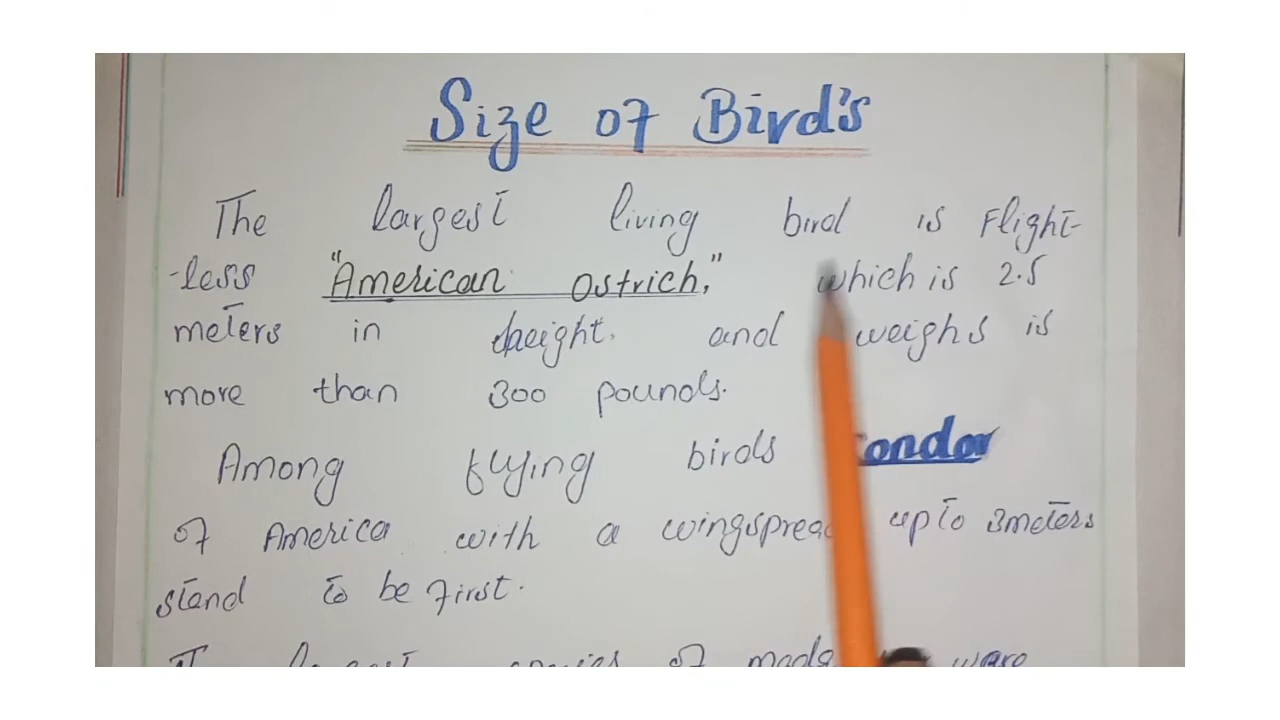 Size of Bird's
The largest living bird is Flight-
-less "American Ostrich," which is 2.5
meters in height. and weighs is
more than 300 pounds.
Among flying birds Condor
of America with a wingspread upto 3meters
stand to be first.
of